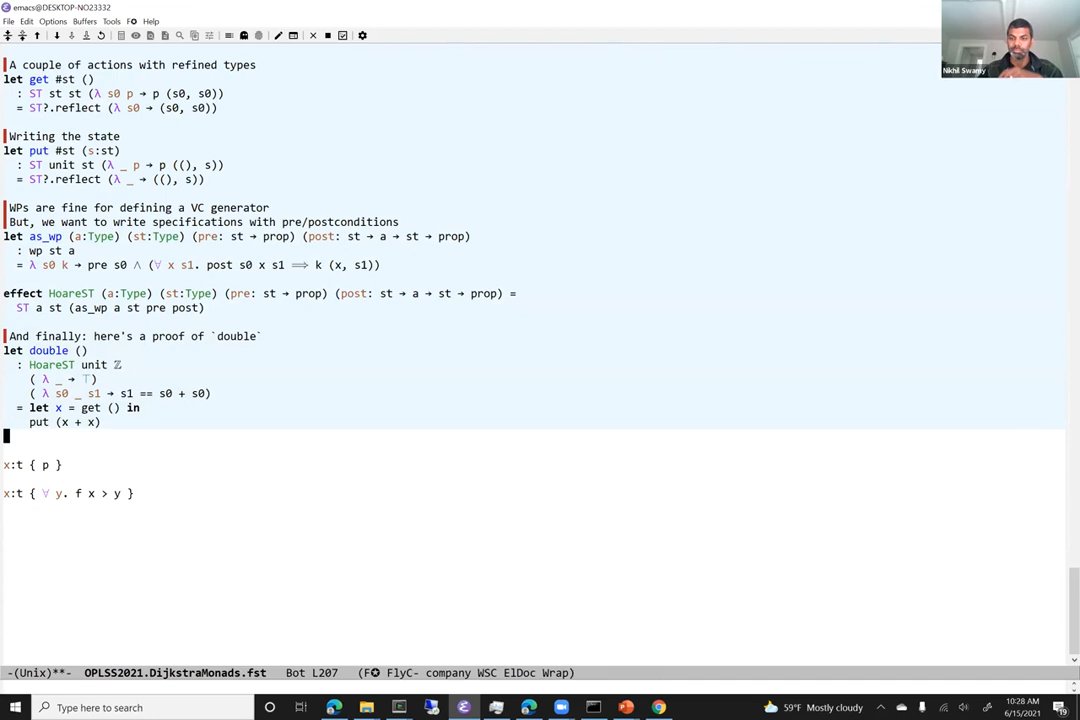 emacs@DESKTOP-NO23332
File Edit Options Buffers Tools F✪ Help
A couple of actions with refined types
let get #st ()
: ST st st (λ s0 p → p (s0, s0))
= ST?.reflect (λ s0 → (s0, s0))
Writing the state
let put #st (s:st)
: ST unit st (λ _ p → p ((), s))
= ST?.reflect (λ _ → ((), s))
WPs are fine for defining a VC generator
But, we want to write specifications with pre/postconditions
let as_wp (a:Type) (st:Type) (pre: st → prop) (post: st → a → st → prop)
: wp st a
= λ s0 k → pre s0 ∧ (∀ x s1. post s0 x s1 ⟹ k (x, s1))
effect HoareST (a:Type) (st:Type) (pre: st → prop) (post: st → a → st → prop) =
ST a st (as_wp a st pre post)
And finally: here's a proof of `double`
let double ()
: HoareST unit ℤ
( λ _ → ⊤)
( λ s0 _ s1 → s1 == s0 + s0)
= let x = get () in
put (x + x)
x:t { p }
x:t { ∀ y. f x > y }
Nikhil Swamy
-(Unix)**- OPLSS2021.DijkstraMonads.fst Bot L207 (F✪ FlyC- company WSC ElDoc Wrap)
Type here to search
59°F Mostly cloudy
10:28 AM
6/15/2021
19